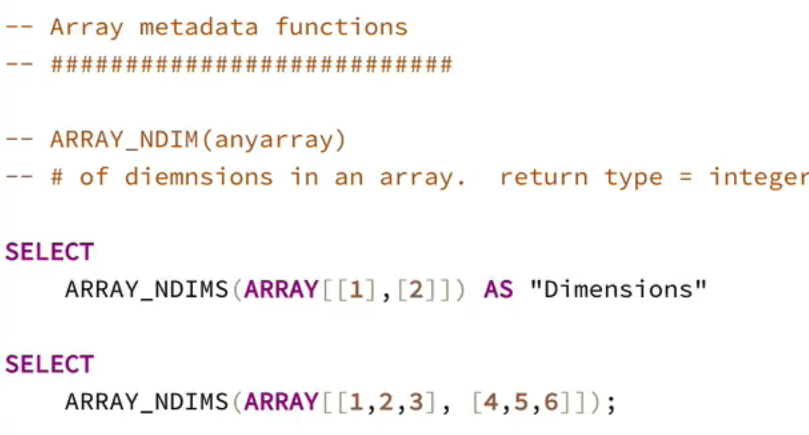 -- Array metadata functions
-- ###########################
-- ARRAY_NDIM(anyarray)
-- # of diemnsions in an array.  return type = integer
SELECT
    ARRAY_NDIMS(ARRAY[[1],[2]]) AS "Dimensions"
SELECT
    ARRAY_NDIMS(ARRAY[[1,2,3], [4,5,6]]);